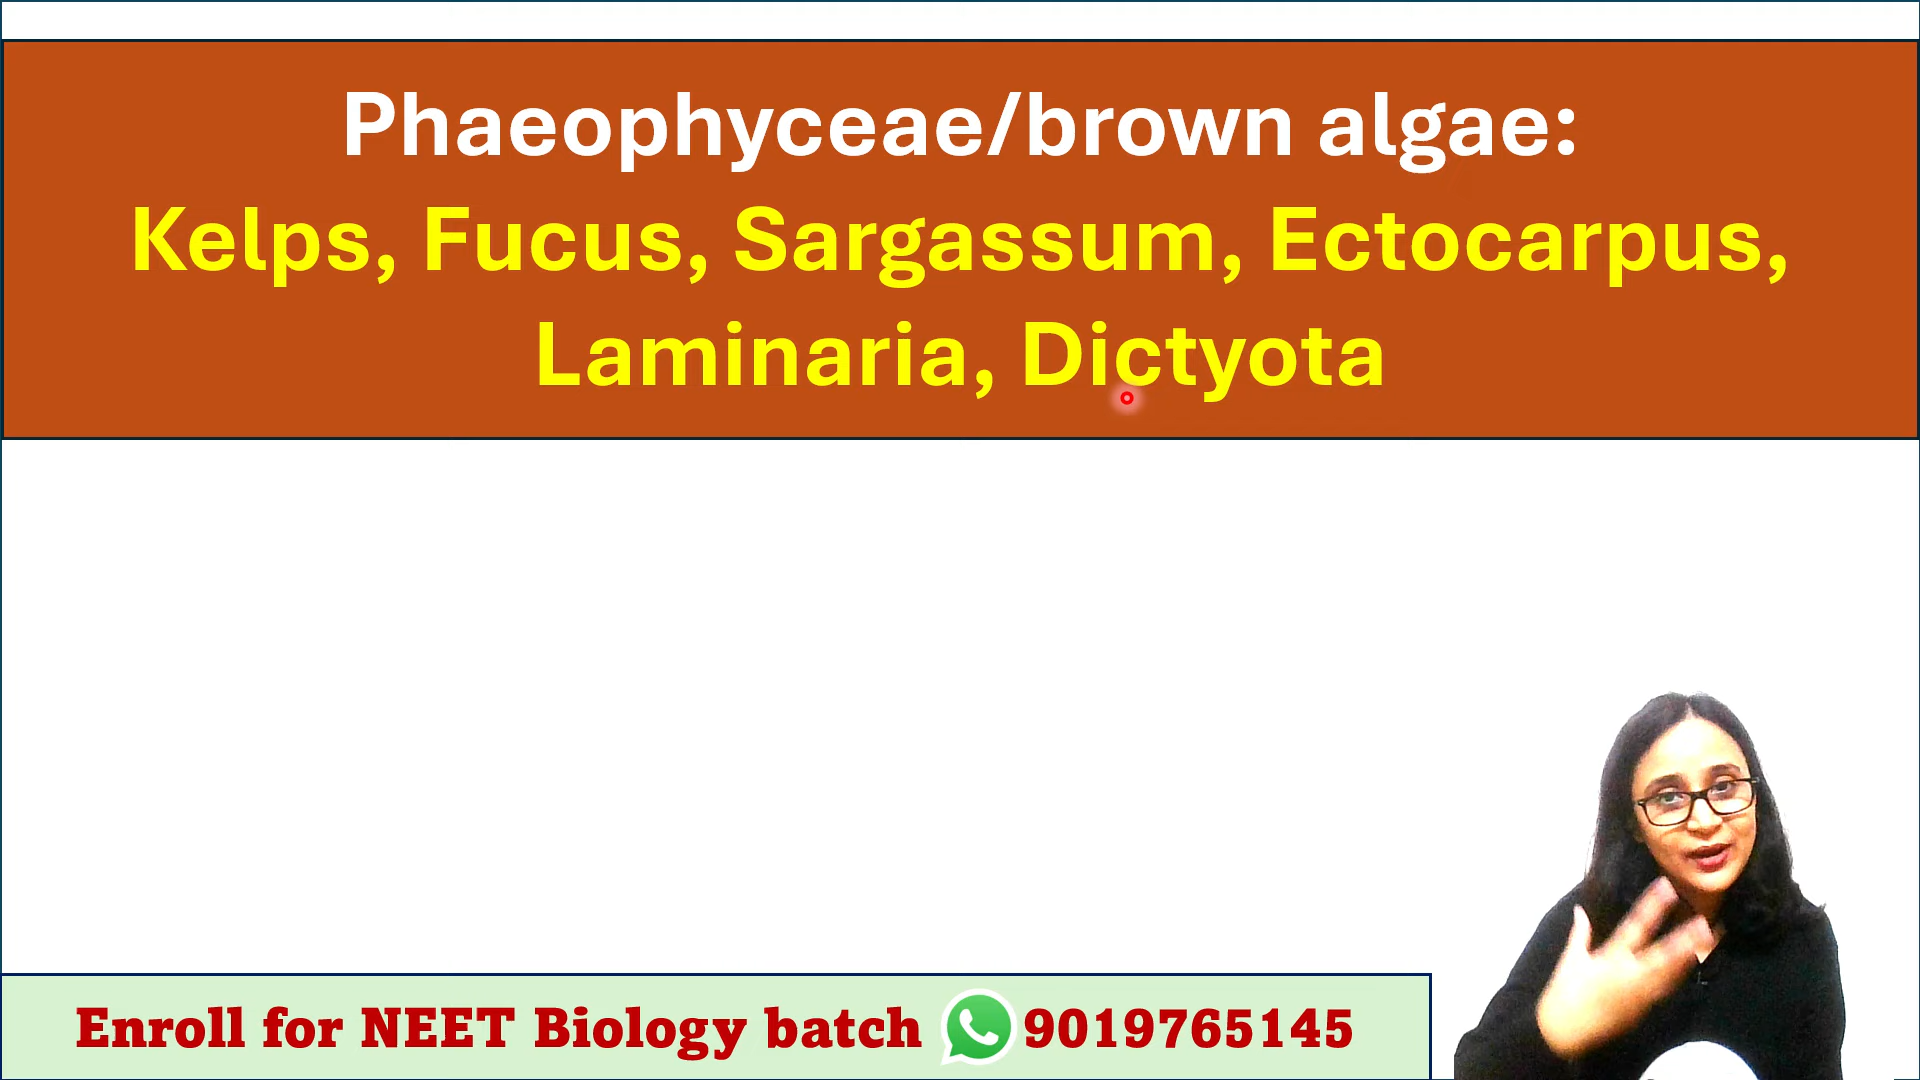 Phaeophyceae/brown algae:
Kelps, Fucus, Sargassum, Ectocarpus,
Laminaria, Dictyota
Enroll for NEET Biology batch 9019765145